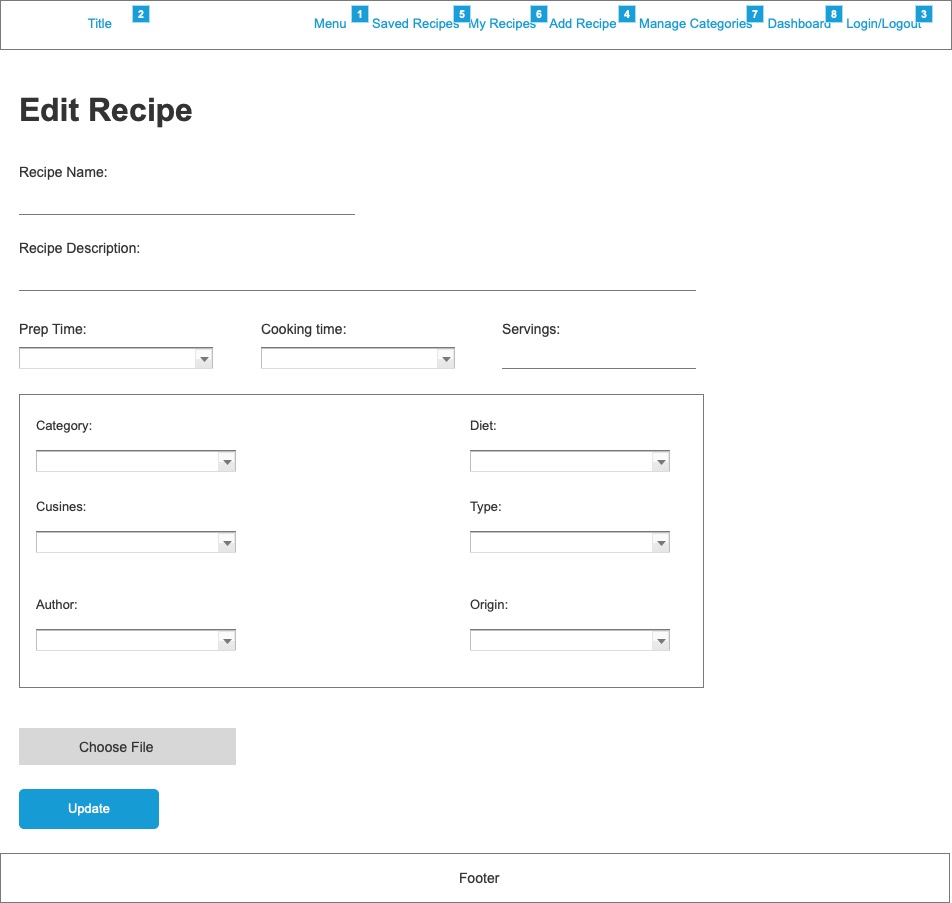 Title 2 Menu 1 Saved Recipes 5 My Recipes 6 Add Recipe 4 Manage Categories 7 Dashboard 8 Login/Logout 3
Edit Recipe
Recipe Name:
Recipe Description:
Prep Time: Cooking time: Servings:
Category: Diet:
Cusines: Type:
Author: Origin:
Choose File
Update
Footer